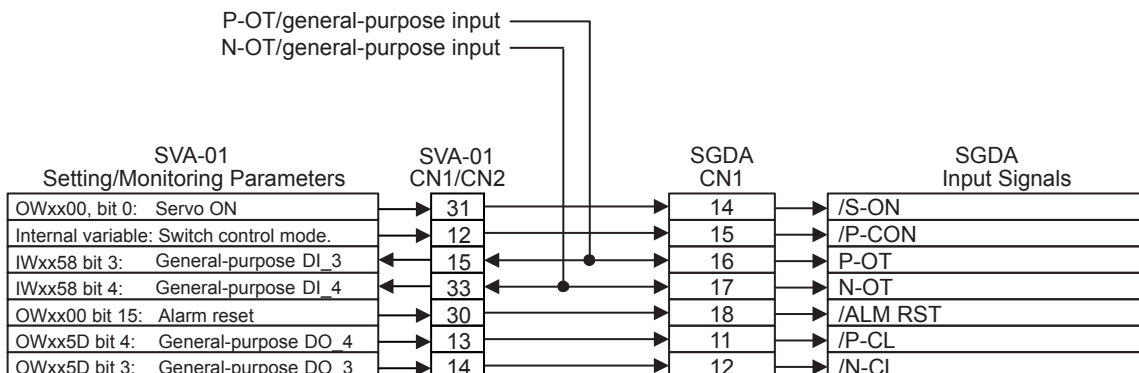 P-OT/general-purpose input
N-OT/general-purpose input
SVA-01 SVA-01 SGDA SGDA
Setting/Monitoring Parameters CN1/CN2 CN1 Input Signals
OWxx00, bit 0: Servo ON 31 14 /S-ON
Internal variable: Switch control mode. 12 15 /P-CON
IWxx58 bit 3: General-purpose DI_3 15 16 P-OT
IWxx58 bit 4: General-purpose DI_4 33 17 N-OT
OWxx00 bit 15: Alarm reset 30 18 /ALM RST
OWxx5D bit 4: General-purpose DO_4 13 11 /P-CL
OWxx5D bit 3: General-purpose DO_3 14 12 /N-CL